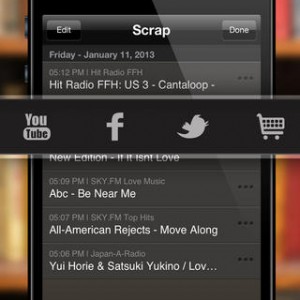 Edit
Scrap
Done
Friday - January 11, 2013
05:12 PM | Hit Radio FFH
Hit Radio FFH: US 3 - Cantaloop -
You
Tube
New Edition - If It Isnt Love
05:09 PM | SKY.FM Love Music
Abc - Be Near Me
05:07 PM | SKY.FM Top Hits
All-American Rejects - Move Along
05:06 PM | Japan-A-Radio
Yui Horie & Satsuki Yukino / Lov...